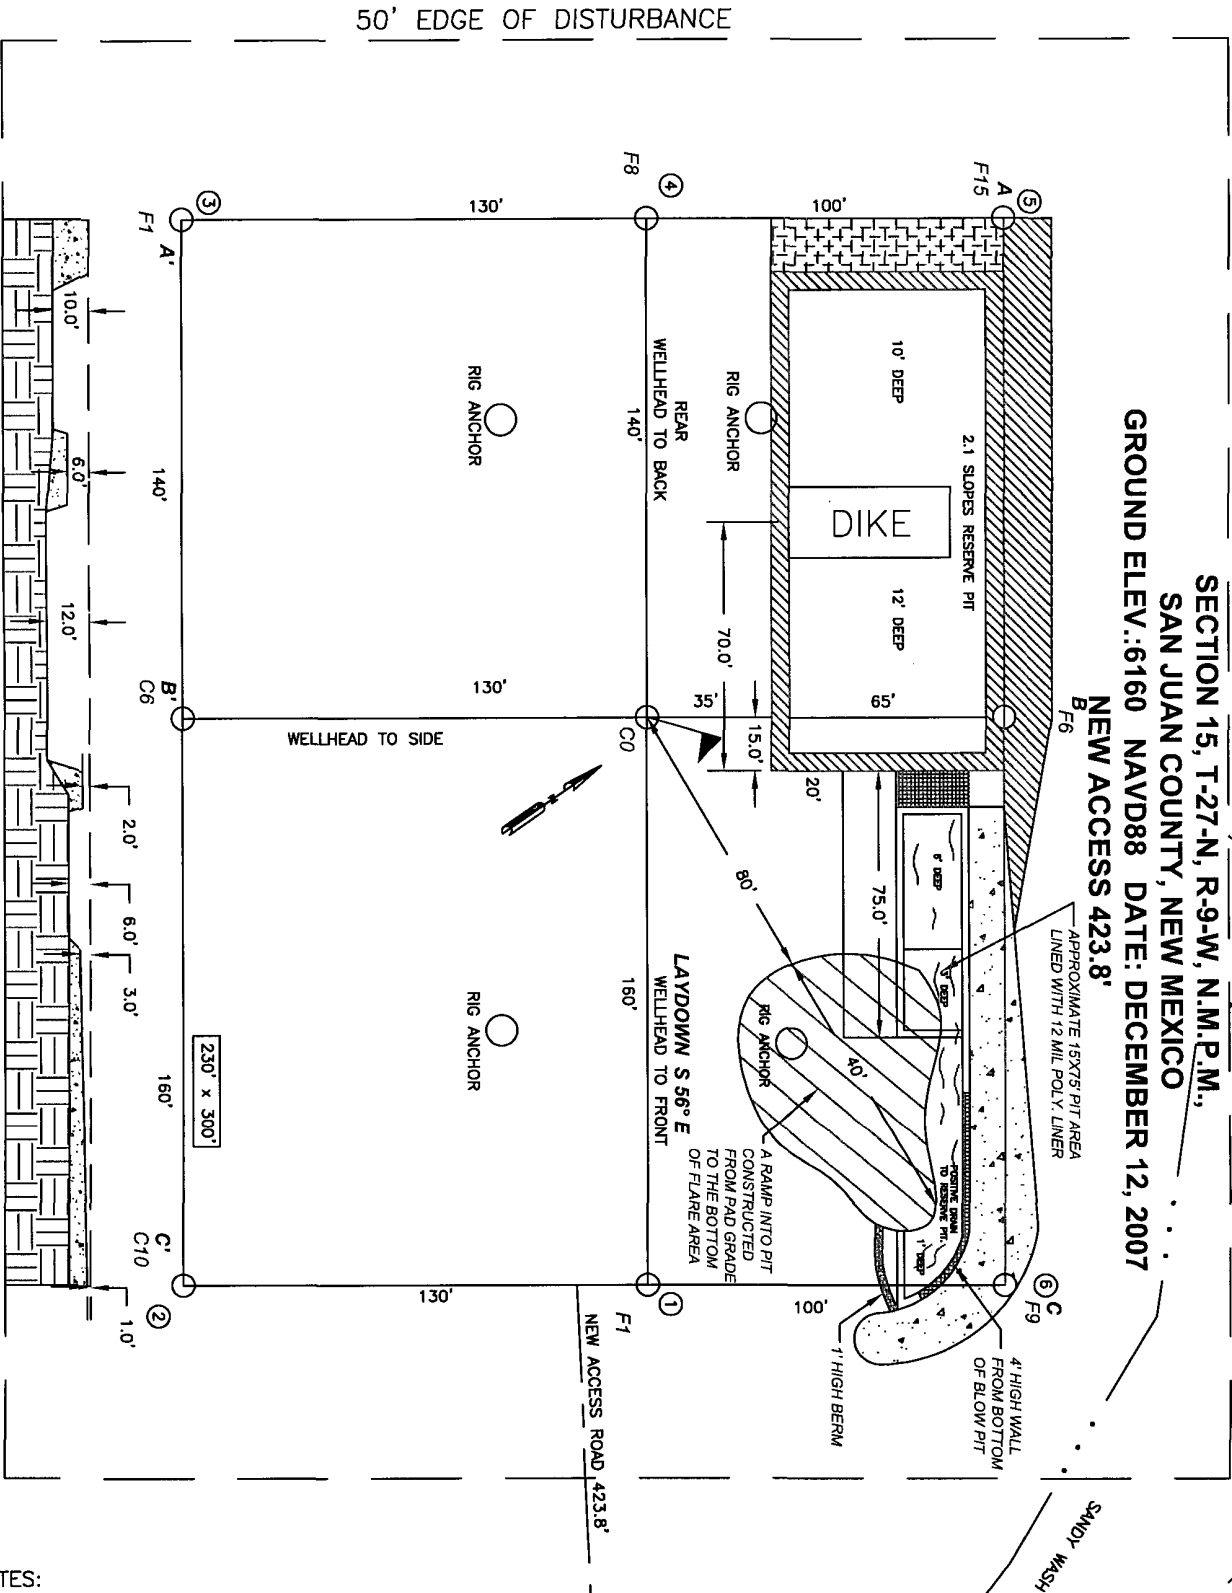 50' EDGE OF DISTURBANCE
SECTION 15, T-27-N, R-9-W, N.M.P.M.,
SAN JUAN COUNTY, NEW MEXICO
GROUND ELEV.:6160 NAVD88 DATE: DECEMBER 12, 2007
NEW ACCESS 423.8'
5
A
F15
B
F6
6
C
F9
100'
2.1 SLOPES RESERVE PIT
10' DEEP
DIKE
12' DEEP
65'
35'
15.0'
70.0'
20'
75.0'
6' DEEP
3' DEEP
APPROXIMATE 15'X75' PIT AREA
LINED WITH 12 MIL POLY. LINER
POSITIVE DRAIN
TO RESERVE PIT.
1' DEEP
4' HIGH WALL
FROM BOTTOM
OF BLOW PIT
1' HIGH BERM
100'
SANDY WASH
RIG ANCHOR
80'
40'
RIG ANCHOR
A RAMP INTO PIT
CONSTRUCTED
FROM PAD GRADE
TO THE BOTTOM
OF FLARE AREA
4
F8
REAR
WELLHEAD TO BACK
140'
C0
LAYDOWN S 56° E
WELLHEAD TO FRONT
160'
1
F1
NEW ACCESS ROAD 423.8'
130'
RIG ANCHOR
130'
WELLHEAD TO SIDE
N
RIG ANCHOR
130'
3
F1
A'
140'
B'
C6
160'
230' x 300'
C'
C10
2
10.0'
6.0'
12.0'
2.0'
6.0'
3.0'
1.0'
TES: